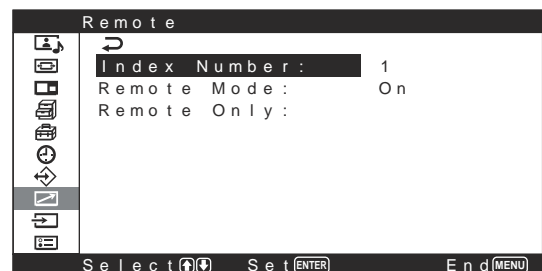 Remote
Index Number: 1
Remote Mode: On
Remote Only:
Select Set ENTER End MENU